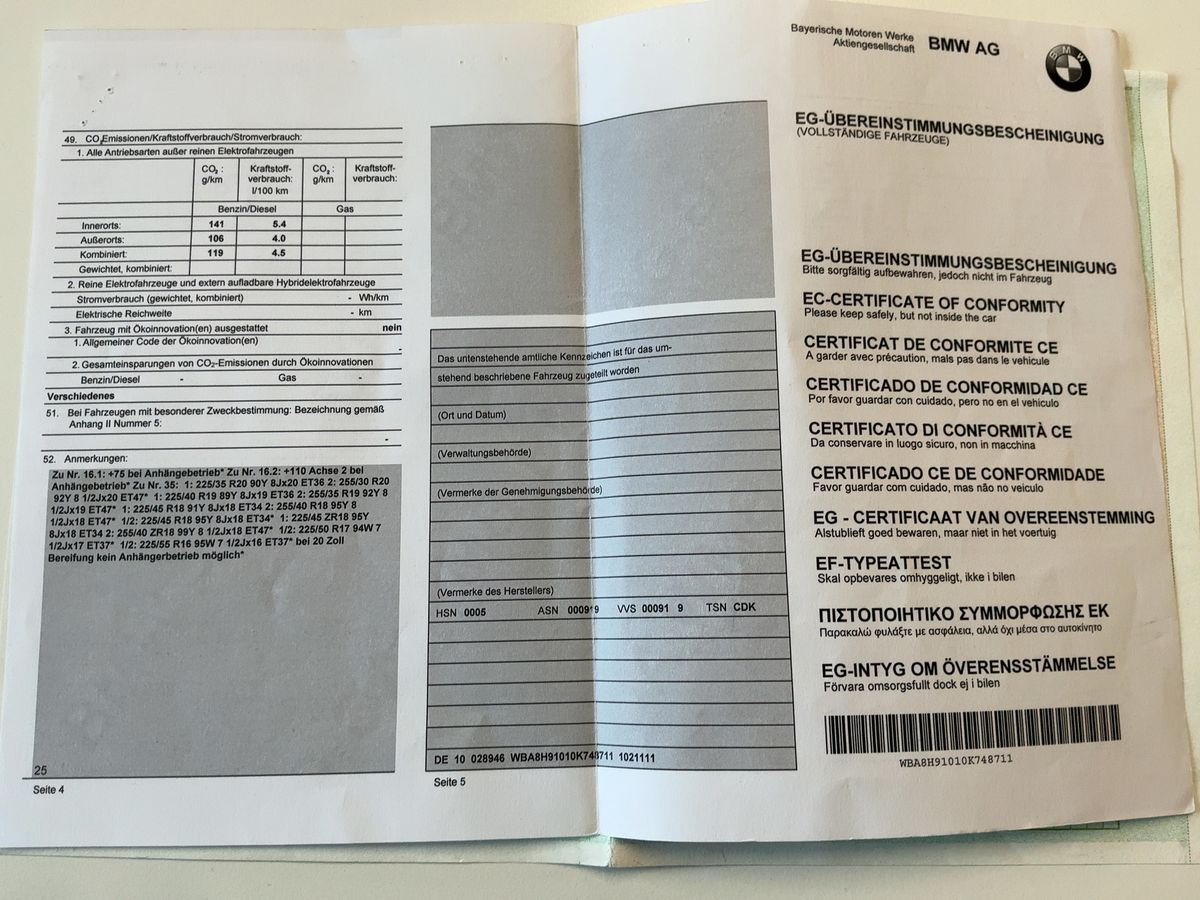 49. CO2Emissionen/Kraftstoffverbrauch/Stromverbrauch:
1. Alle Antriebsarten außer reinen Elektrofahrzeugen
CO2 : g/km Kraftstoff-verbrauch: l/100 km CO2 : g/km Kraftstoff-verbrauch:
Benzin/Diesel Gas
Innerorts: 141 5.4
Außerorts: 106 4.0
Kombiniert: 119 4.5
Gewichtet, kombiniert:
2. Reine Elektrofahrzeuge und extern aufladbare Hybridelektrofahrzeuge
Stromverbrauch (gewichtet, kombiniert) - Wh/km
Elektrische Reichweite - km
3. Fahrzeug mit Ökoinnovation(en) ausgestattet nein
1. Allgemeiner Code der Ökoinnovation(en) -
2. Gesamteinsparungen von CO2-Emissionen durch Ökoinnovationen
Benzin/Diesel - Gas -
Verschiedenes
51. Bei Fahrzeugen mit besonderer Zweckbestimmung: Bezeichnung gemäß
Anhang II Nummer 5:
-
52. Anmerkungen:
Zu Nr. 16.1: +75 bei Anhängebetrieb* Zu Nr. 16.2: +110 Achse 2 bei
Anhängebetrieb* Zu Nr. 35: 1: 225/35 R20 90Y 8Jx20 ET36 2: 255/30 R20
92Y 8 1/2Jx20 ET47* 1: 225/40 R19 89Y 8Jx19 ET36 2: 255/35 R19 92Y 8
1/2Jx19 ET47* 1: 225/45 R18 91Y 8Jx18 ET34 2: 255/40 R18 95Y 8
1/2Jx18 ET47* 1/2: 225/45 R18 95Y 8Jx18 ET34* 1: 225/45 ZR18 95Y
8Jx18 ET34 2: 255/40 ZR18 99Y 8 1/2Jx18 ET47* 1/2: 225/50 R17 94W 7
1/2Jx17 ET37* 1/2: 225/55 R16 95W 7 1/2Jx16 ET37* bei 20 Zoll
Bereifung kein Anhängerbetrieb möglich*
25
Seite 4
Das untenstehende amtliche Kennzeichen ist für das um-
stehend beschriebene Fahrzeug zugeteilt worden
(Ort und Datum)
(Verwaltungsbehörde)
(Vermerke der Genehmigungsbehörde)
(Vermerke des Herstellers)
HSN 0005 ASN 000919 VVS 00091 9 TSN CDK
DE 10 028946 WBA8H91010K748711 1021111
Seite 5
Bayerische Motoren Werke
Aktiengesellschaft BMW AG
BMW
EG-ÜBEREINSTIMMUNGSBESCHEINIGUNG
(VOLLSTÄNDIGE FAHRZEUGE)
EG-ÜBEREINSTIMMUNGSBESCHEINIGUNG
Bitte sorgfältig aufbewahren, jedoch nicht im Fahrzeug
EC-CERTIFICATE OF CONFORMITY
Please keep safely, but not inside the car
CERTIFICAT DE CONFORMITE CE
A garder avec précaution, mais pas dans le vehicule
CERTIFICADO DE CONFORMIDAD CE
Por favor guardar con cuidado, pero no en el vehiculo
CERTIFICATO DI CONFORMITÀ CE
Da conservare in luogo sicuro, non in macchina
CERTIFICADO CE DE CONFORMIDADE
Favor guardar com cuidado, mas não no veiculo
EG - CERTIFICAAT VAN OVEREENSTEMMING
Alstublieft goed bewaren, maar niet in het voertuig
EF-TYPEATTEST
Skal opbevares omhyggeligt, ikke i bilen
ΠΙΣΤΟΠΟΙΗΤΙΚΟ ΣΥΜΜΟΡΦΩΣΗΣ ΕΚ
Παρακαλώ φυλάξτε με ασφάλεια, αλλά όχι μέσα στο αυτοκίνητο
EG-INTYG OM ÖVERENSSTÄMMELSE
Förvara omsorgsfullt dock ej i bilen
WBA8H91010K748711